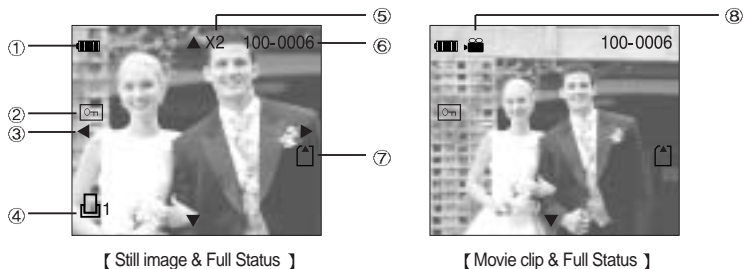 ⑤ ⑧
① ▲ X2 100-0006 ⑥ 100-0006
②
③
⑦
④ 1
【 Still image & Full Status 】 【 Movie clip & Full Status 】